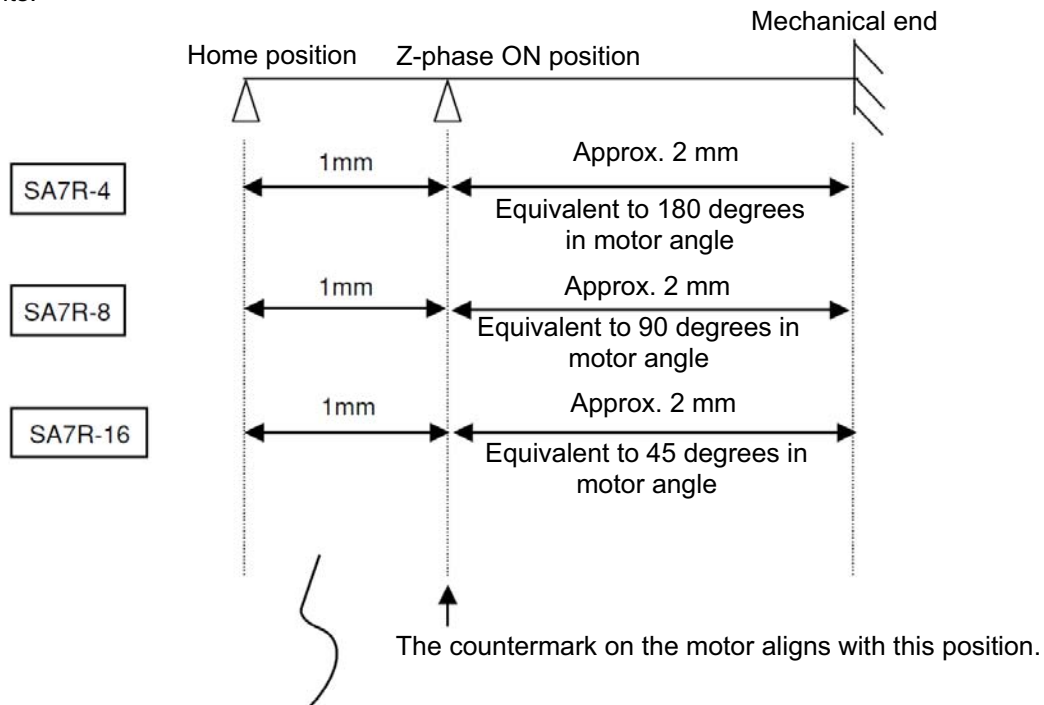 Mechanical end
Home position Z-phase ON position
SA7R-4
1mm
Approx. 2 mm
Equivalent to 180 degrees
in motor angle
SA7R-8
1mm
Approx. 2 mm
Equivalent to 90 degrees in
motor angle
SA7R-16
1mm
Approx. 2 mm
Equivalent to 45 degrees in
motor angle
The countermark on the motor aligns with this position.